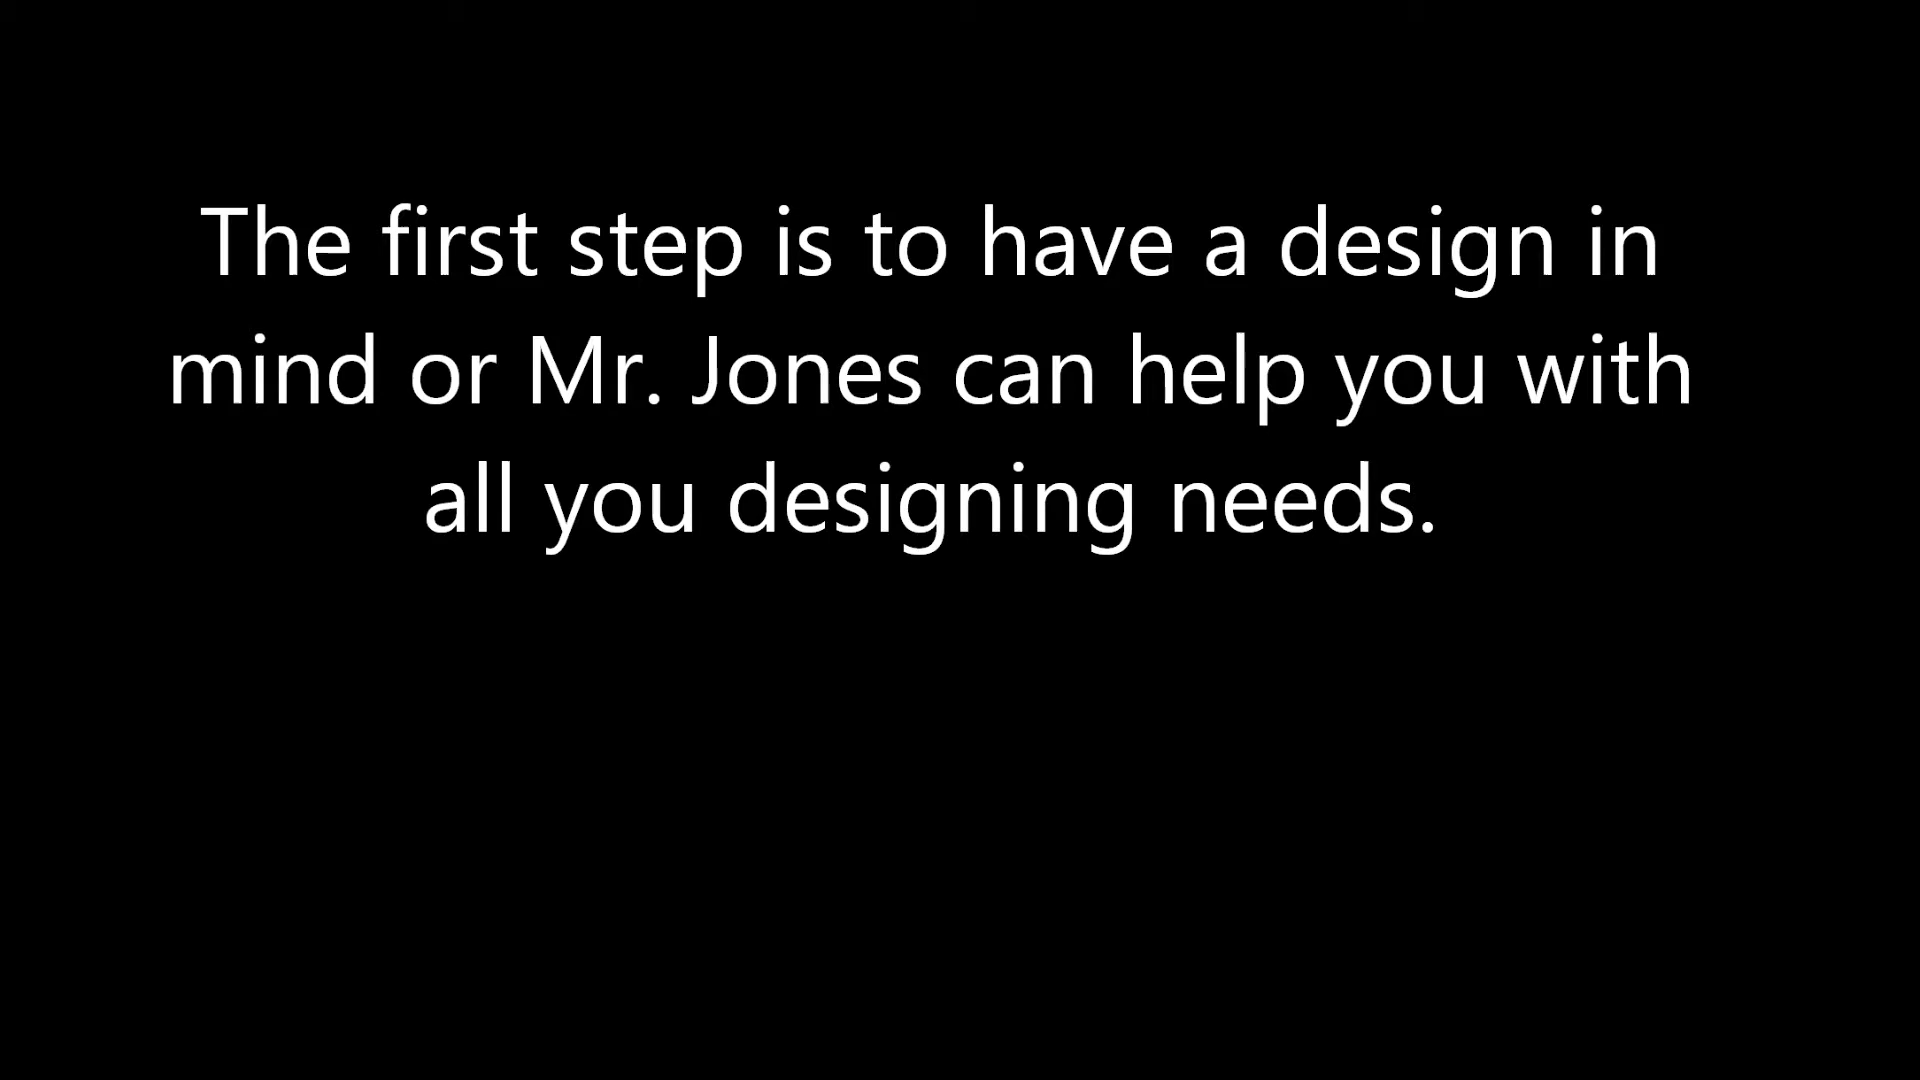 The first step is to have a design in
mind or Mr. Jones can help you with
all you designing needs.